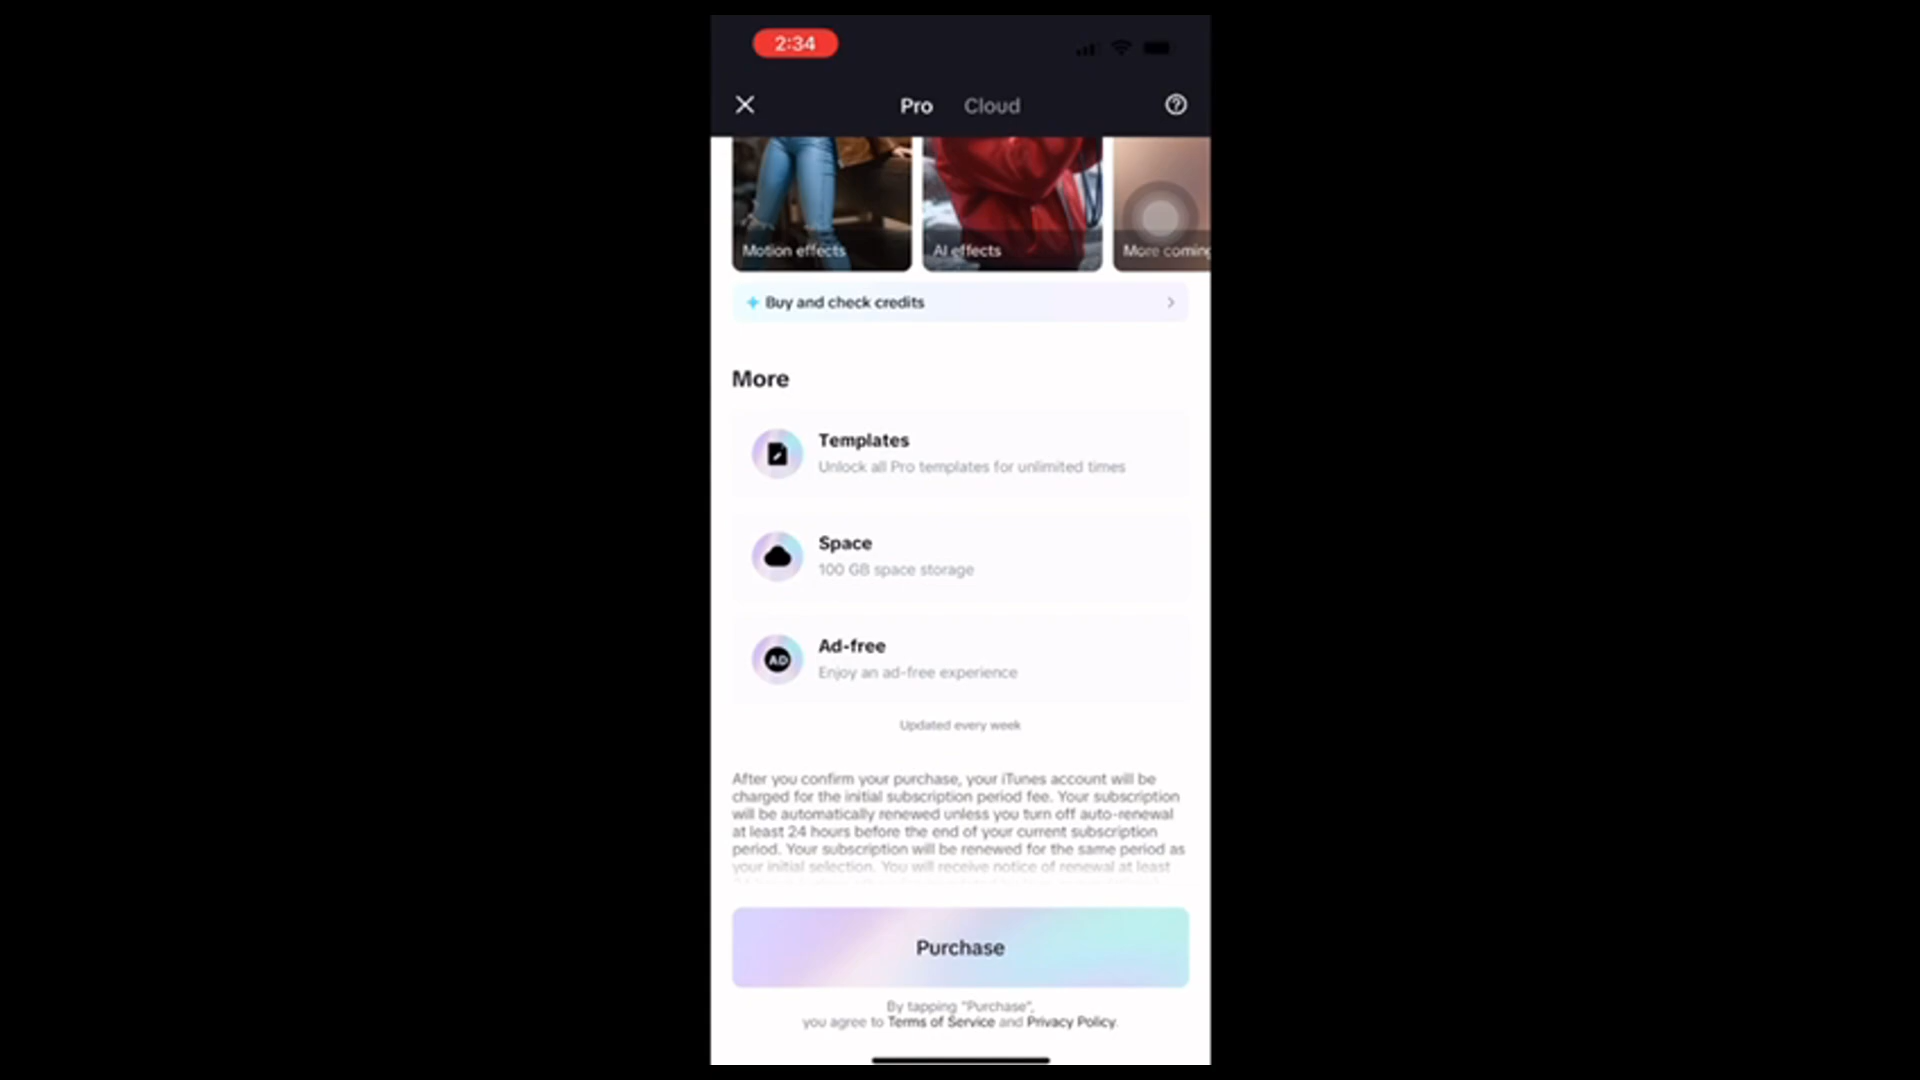 2:34
Pro Cloud
Motion effects
AI effects
More coming
Buy and check credits
More
Templates
Unlock all Pro templates for unlimited times
Space
100 GB space storage
AD
Ad-free
Enjoy an ad-free experience
Updated every week
After you confirm your purchase, your iTunes account will be
charged for the initial subscription period fee. Your subscription
will be automatically renewed unless you turn off auto-renewal
at least 24 hours before the end of your current subscription
period. Your subscription will be renewed for the same period as
your initial selection. You will receive notice of renewal at least
Purchase
By tapping "Purchase",
you agree to Terms of Service and Privacy Policy.